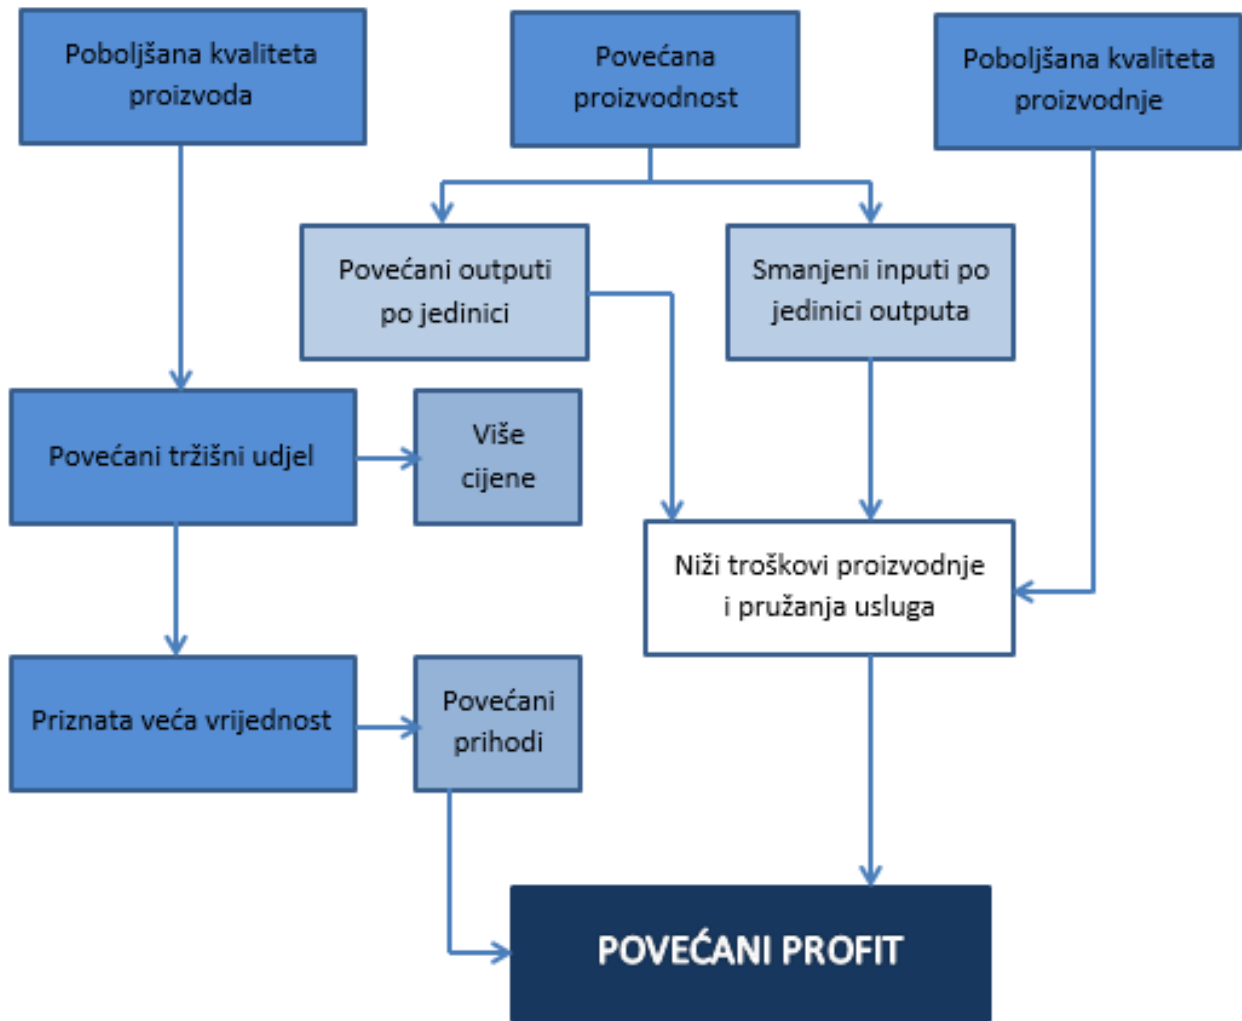 Poboljšana kvaliteta
proizvoda
Povećana
proizvodnost
Poboljšana kvaliteta
proizvodnje
Povećani outputi
po jedinici
Smanjeni inputi po
jedinici outputa
Povećani tržišni udjel
Više
cijene
Niži troškovi proizvodnje
i pružanja usluga
Priznata veća vrijednost
Povećani
prihodi
POVEĆANI PROFIT